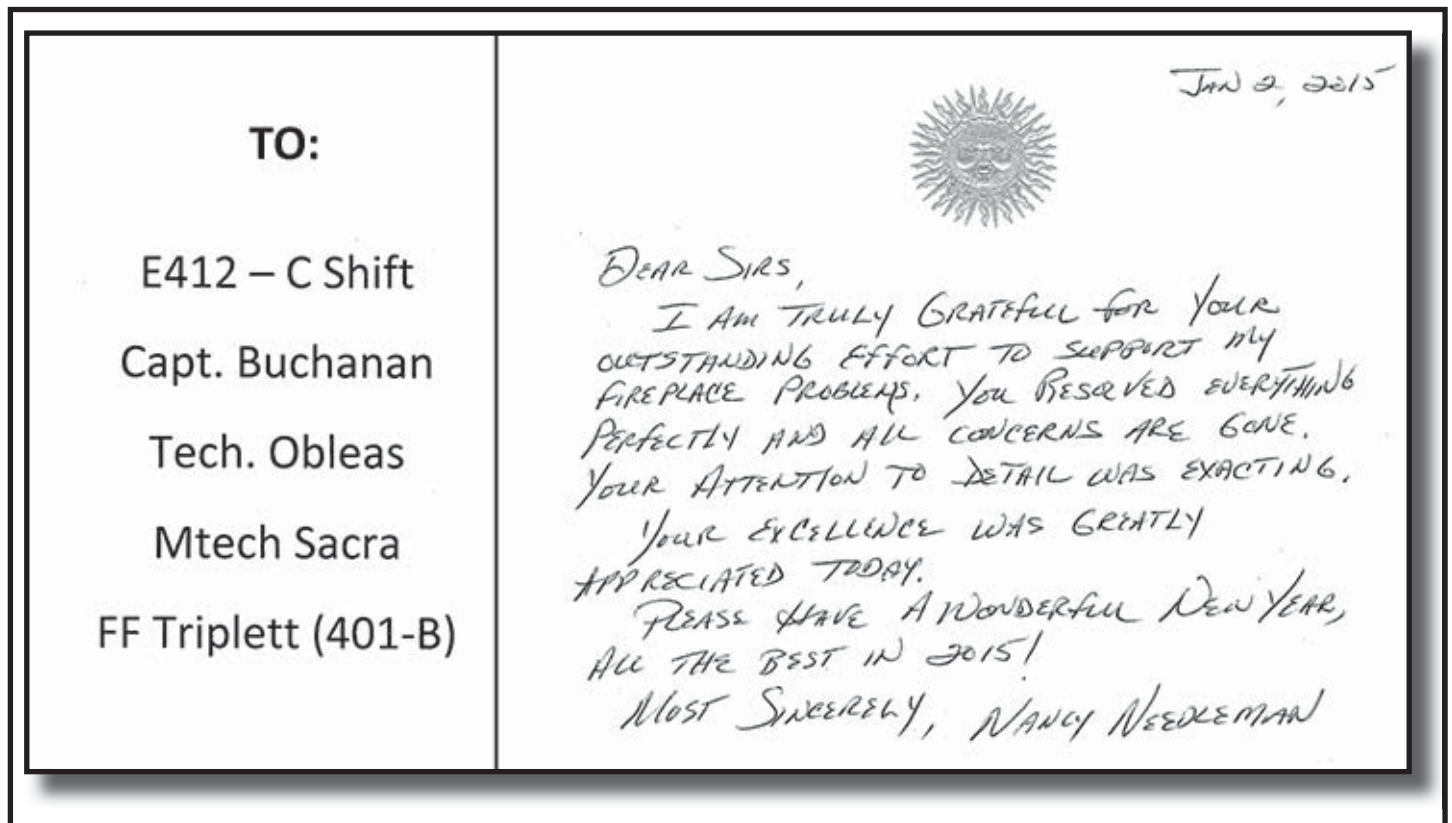 TO:
E412 – C Shift
Capt. Buchanan
Tech. Obleas
Mtech Sacra
FF Triplett (401-B)
JAN 2, 2015
DEAR SIRS,
I AM TRULY GRATEFUL FOR YOUR
OUTSTANDING EFFORT TO SUPPORT MY
FIREPLACE PROBLEMS. YOU RESOLVED EVERYTHING
PERFECTLY AND ALL CONCERNS ARE GONE.
YOUR ATTENTION TO DETAIL WAS EXACTING.
YOUR EXCELLENCE WAS GREATLY
APPRECIATED TODAY.
PLEASE HAVE A WONDERFUL NEW YEAR,
ALL THE BEST IN 2015!
MOST SINCERELY, NANCY NEEDLEMAN